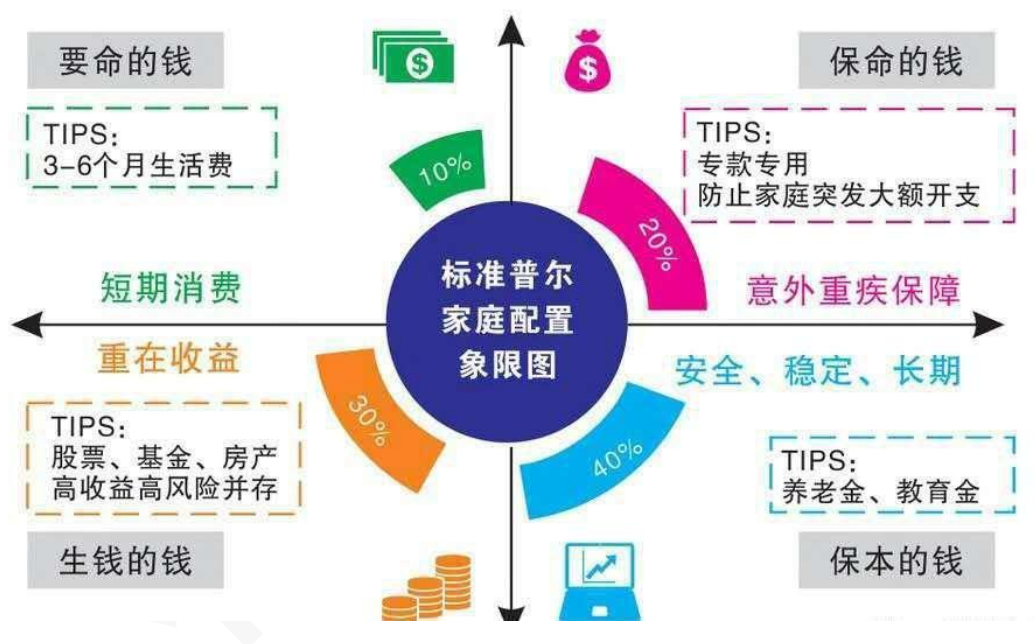 要命的钱
TIPS:
3-6个月生活费
10%
短期消费
保命的钱
TIPS:
专款专用
防止家庭突发大额开支
20%
意外重疾保障
标准普尔
家庭配置
象限图
重在收益
30%
TIPS:
股票、基金、房产
高收益高风险并存
生钱的钱
安全、稳定、长期
40%
TIPS:
养老金、教育金
保本的钱